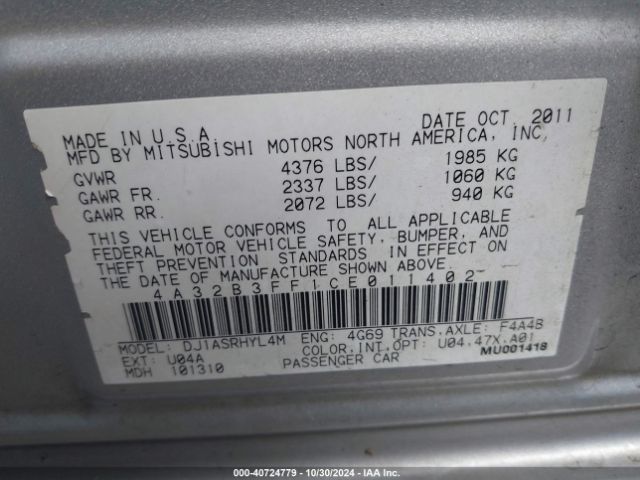 DATE OCT. 2011
MADE IN U.S.A.
MFD BY MITSUBISHI MOTORS NORTH AMERICA, INC,
GVWR 4376 LBS/ 1985 KG
GAWR FR. 2337 LBS/ 1060 KG
GAWR RR. 2072 LBS/ 940 KG
THIS VEHICLE CONFORMS TO ALL APPLICABLE
FEDERAL MOTOR VEHICLE SAFETY, BUMPER, AND
THEFT PREVENTION STANDARDS IN EFFECT ON
THE DATE OF MANUFACTURE SHOWN ABOVE.
4A32B3FF1CE011402
MODEL: DJ1ASRHYL4M ENG: 4G69 TRANS.AXLE: F4A4B
EXT: U04A COLOR,INT,OPT: U04.47X.A01
MDH 101310 PASSENGER CAR MU001418
000-40724779 - 10/30/2024 - IAA Inc.